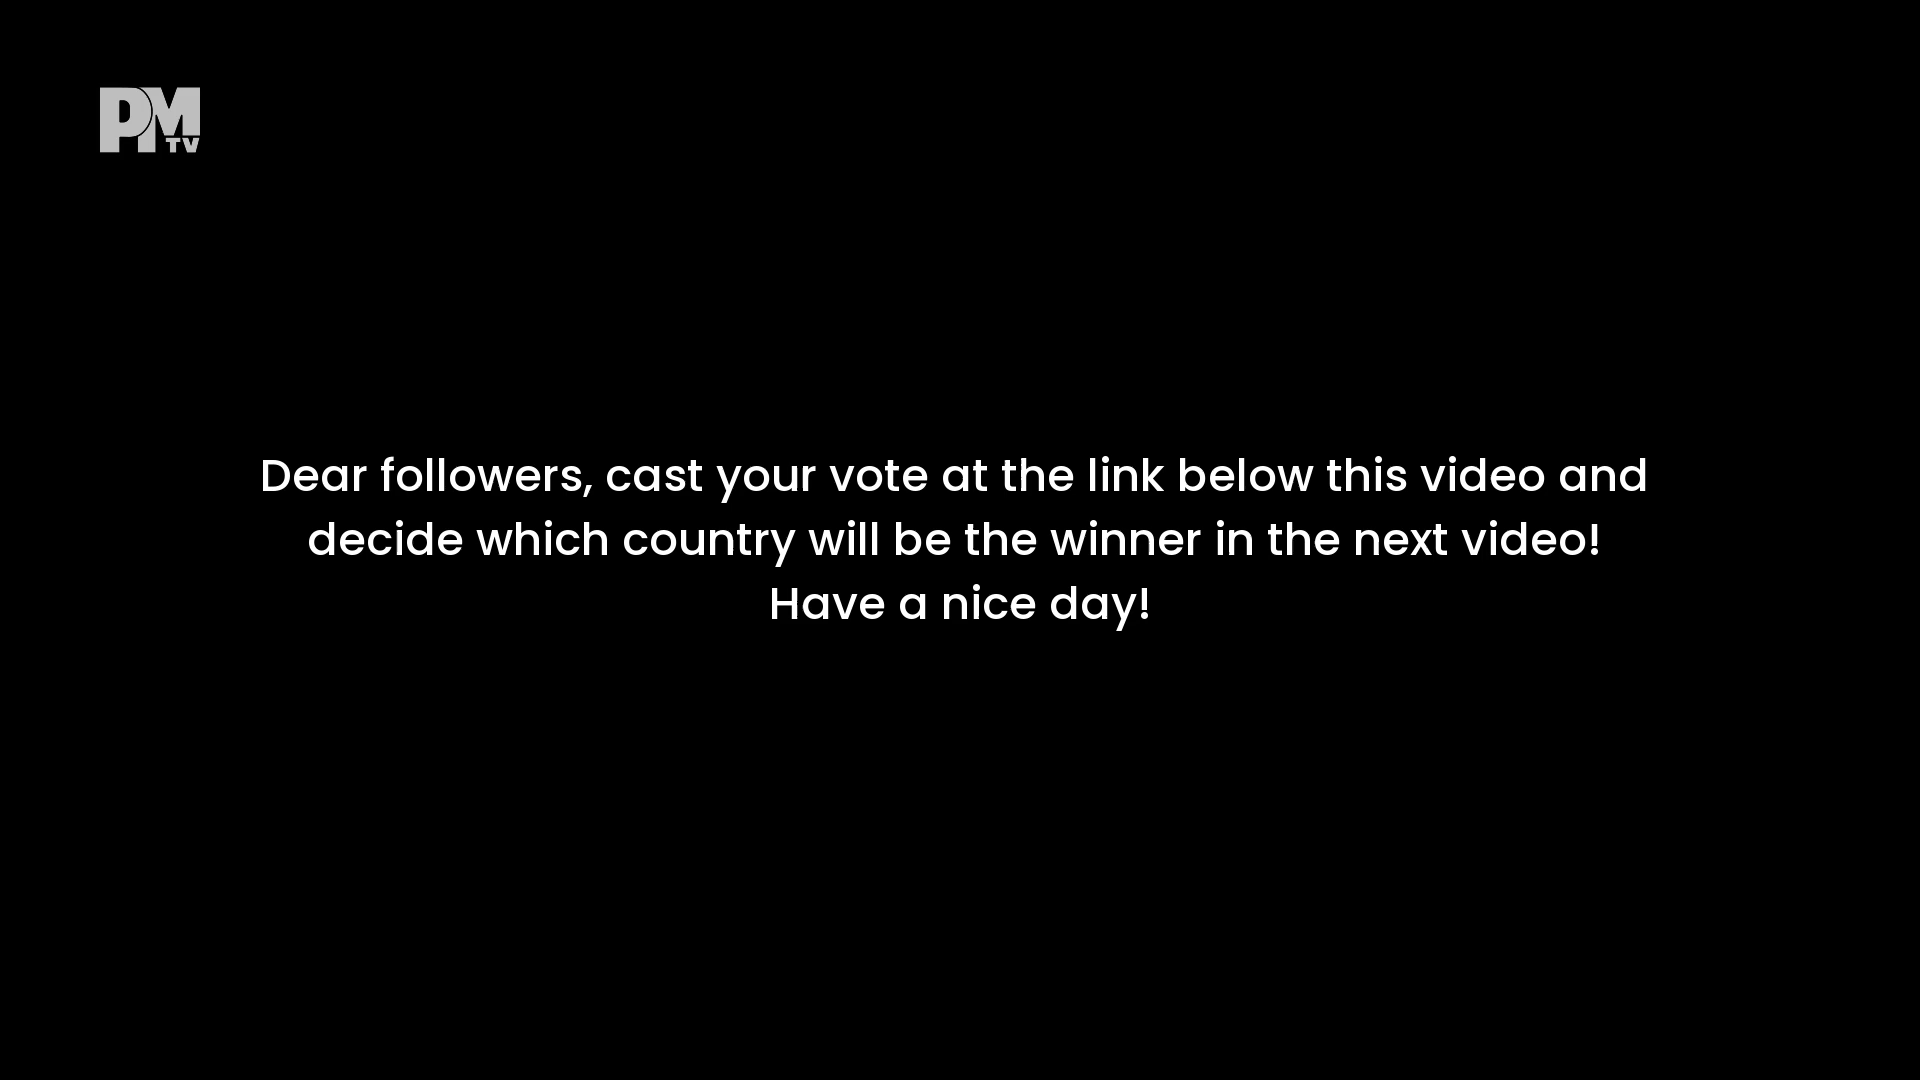 PM
TV
Dear followers, cast your vote at the link below this video and
decide which country will be the winner in the next video!
Have a nice day!